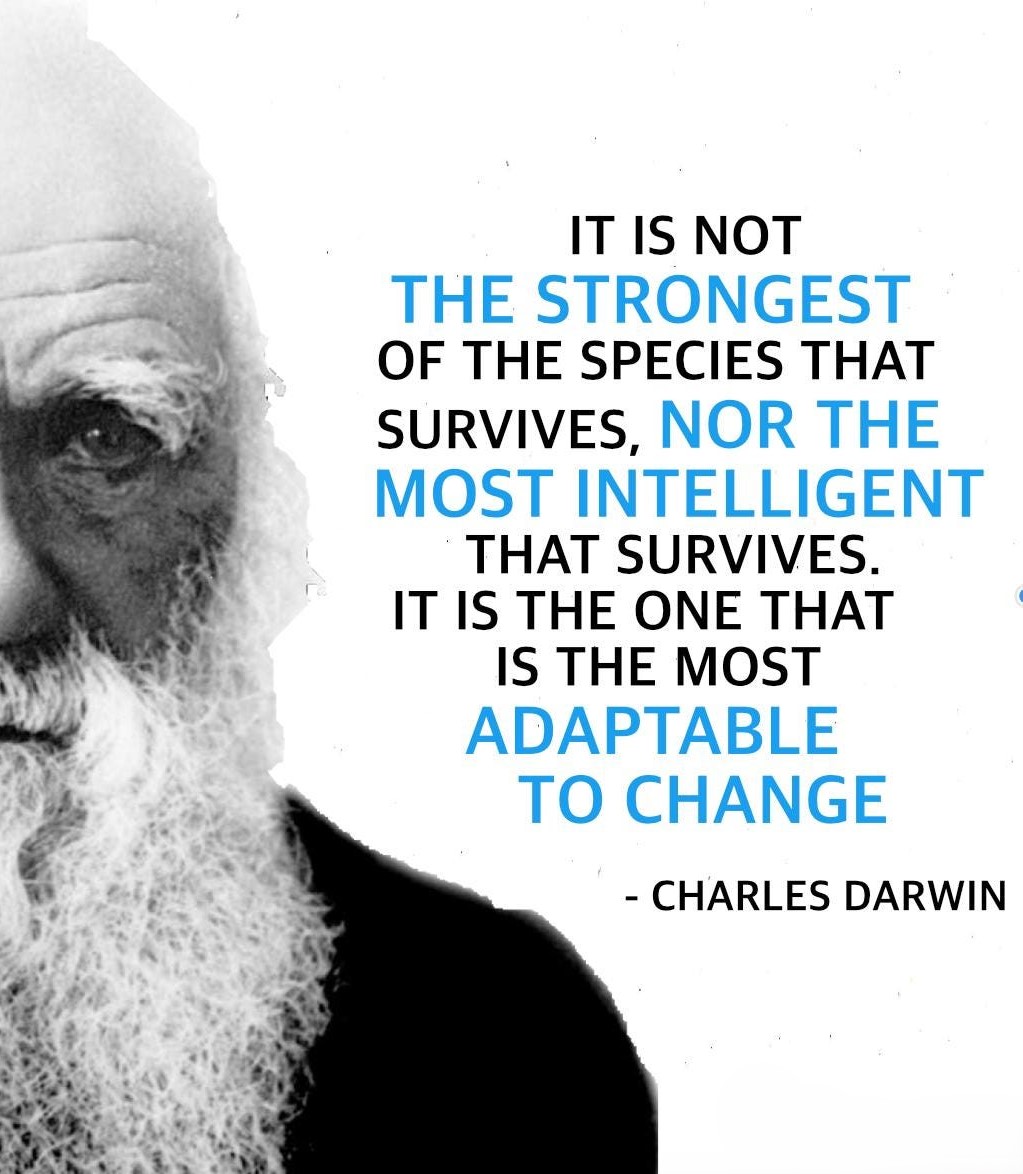 IT IS NOT
THE STRONGEST
OF THE SPECIES THAT
SURVIVES, NOR THE
MOST INTELLIGENT
THAT SURVIVES.
IT IS THE ONE THAT
IS THE MOST
ADAPTABLE
TO CHANGE
- CHARLES DARWIN